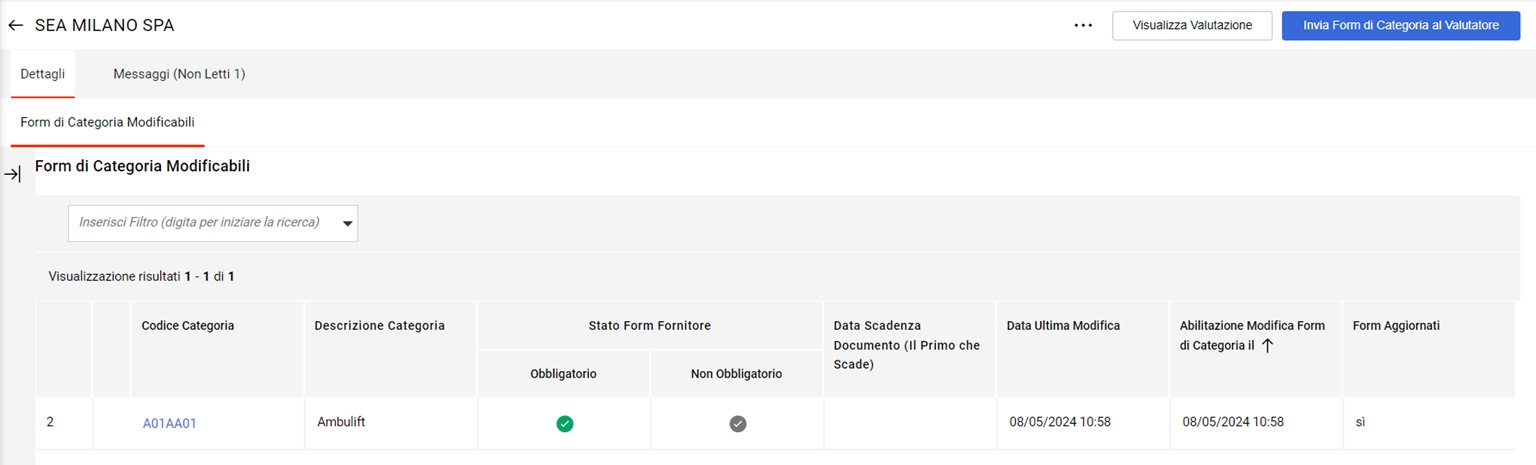 SEA MILANO SPA
Visualizza Valutazione
Invia Form di Categoria al Valutatore
Dettagli
Messaggi (Non Letti 1)
Form di Categoria Modificabili
Form di Categoria Modificabili
Inserisci Filtro (digita per iniziare la ricerca)
Visualizzazione risultati 1 - 1 di 1
Codice Categoria
Descrizione Categoria
Stato Form Fornitore
Obbligatorio
Non Obbligatorio
Data Scadenza
Documento (Il Primo che
Scade)
Data Ultima Modifica
Abilitazione Modifica Form
di Categoria il
Form Aggiornati
2
A01AA01
Ambulift
08/05/2024 10:58
08/05/2024 10:58
sì